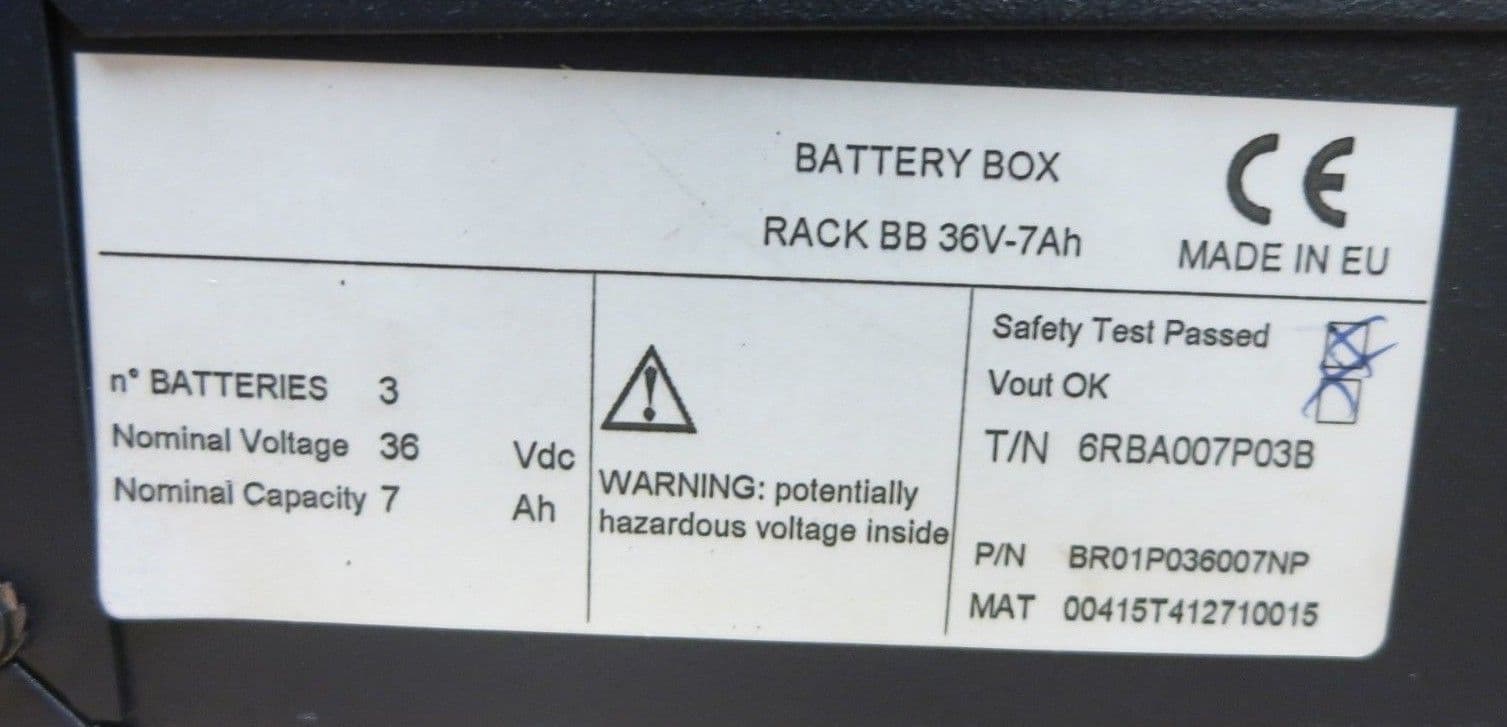 BATTERY BOX
RACK BB 36V-7Ah
CE
MADE IN EU
n° BATTERIES 3
Nominal Voltage 36 Vdc
Nominal Capacity 7 Ah
WARNING: potentially
hazardous voltage inside
Safety Test Passed
Vout OK
T/N 6RBA007P03B
P/N BR01P036007NP
MAT 00415T412710015